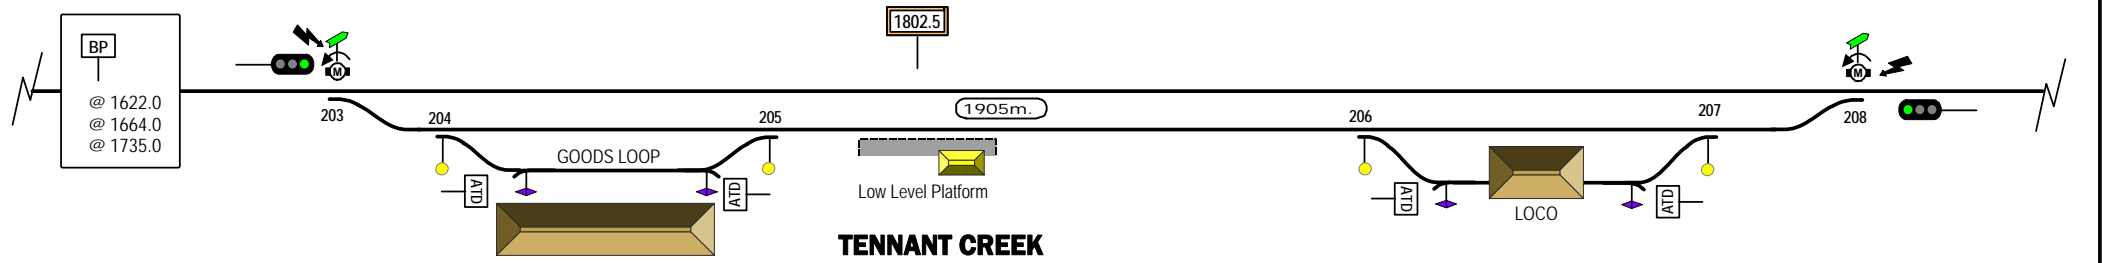 1802.5
BP
@ 1622.0
@ 1664.0
@ 1735.0
M
M
203
204
205
1905m.
206
207
208
GOODS LOOP
ATD
ATD
Low Level Platform
ATD
ATD
LOCO
TENNANT CREEK